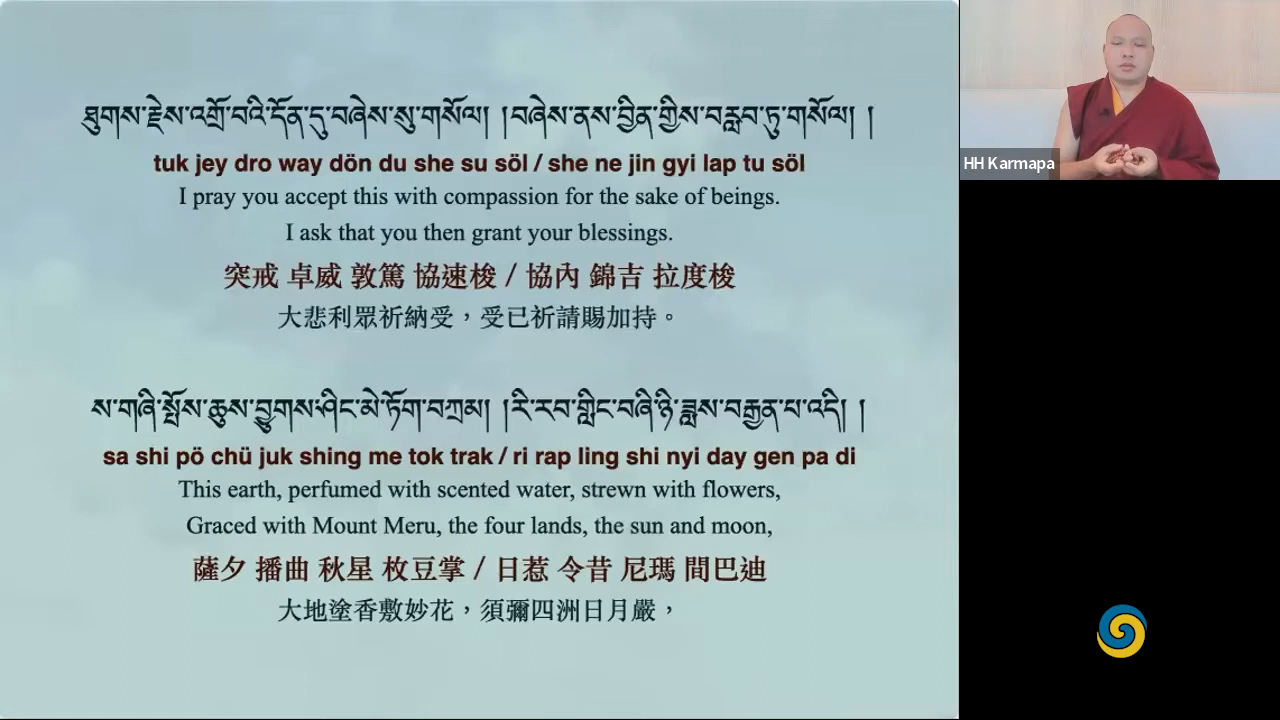 ཐུགས་རྗེས་འགྲོ་བའི་དོན་དུ་བཞེས་སུ་གསོལ། །བཞེས་ནས་བྱིན་གྱིས་བརླབ་ཏུ་གསོལ། །
tuk jey dro way dön du she su söl / she ne jin gyi lap tu söl
I pray you accept this with compassion for the sake of beings.
I ask that you then grant your blessings.
突戒 卓威 敦篤 協速梭 / 協內 錦吉 拉度梭
大悲利眾祈納受，受已祈請賜加持。
ས་གཞི་སྤོས་ཆུས་བྱུགས་ཤིང་མེ་ཏོག་བཀྲམ། །རི་རབ་གླིང་བཞི་ཉི་ཟླས་བརྒྱན་པ་འདི། །
sa shi pö chü juk shing me tok trak / ri rap ling shi nyi day gen pa di
This earth, perfumed with scented water, strewn with flowers,
Graced with Mount Meru, the four lands, the sun and moon,
薩夕 播曲 秋星 枚豆掌 / 日惹 令昔 尼瑪 間巴迪
大地塗香敷妙花，須彌四洲日月嚴，
HH Karmapa